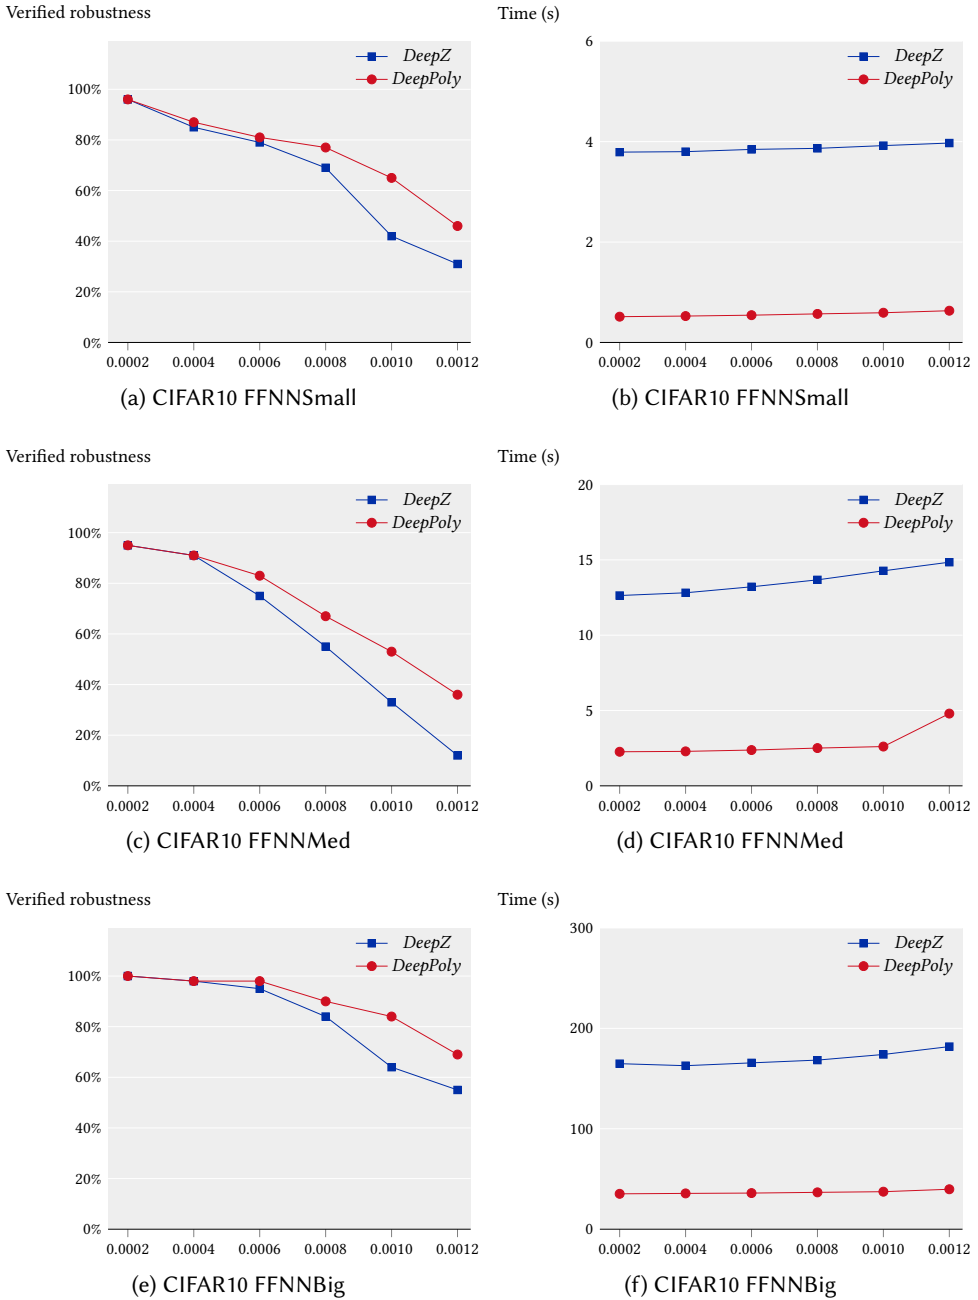 Verified robustness
Time (s)
DeepZ
DeepPoly
100%
80%
60%
40%
20%
0%
0.0002 0.0004 0.0006 0.0008 0.0010 0.0012
(a) CIFAR10 FFNNSmall
DeepZ
DeepPoly
6
4
2
0
0.0002 0.0004 0.0006 0.0008 0.0010 0.0012
(b) CIFAR10 FFNNSmall
Verified robustness
Time (s)
DeepZ
DeepPoly
100%
80%
60%
40%
20%
0%
0.0002 0.0004 0.0006 0.0008 0.0010 0.0012
(c) CIFAR10 FFNNMed
20
DeepZ
DeepPoly
15
10
5
0
0.0002 0.0004 0.0006 0.0008 0.0010 0.0012
(d) CIFAR10 FFNNMed
Verified robustness
Time (s)
DeepZ
DeepPoly
100%
80%
60%
40%
20%
0%
0.0002 0.0004 0.0006 0.0008 0.0010 0.0012
(e) CIFAR10 FFNNBig
300
DeepZ
DeepPoly
200
100
0
0.0002 0.0004 0.0006 0.0008 0.0010 0.0012
(f) CIFAR10 FFNNBig